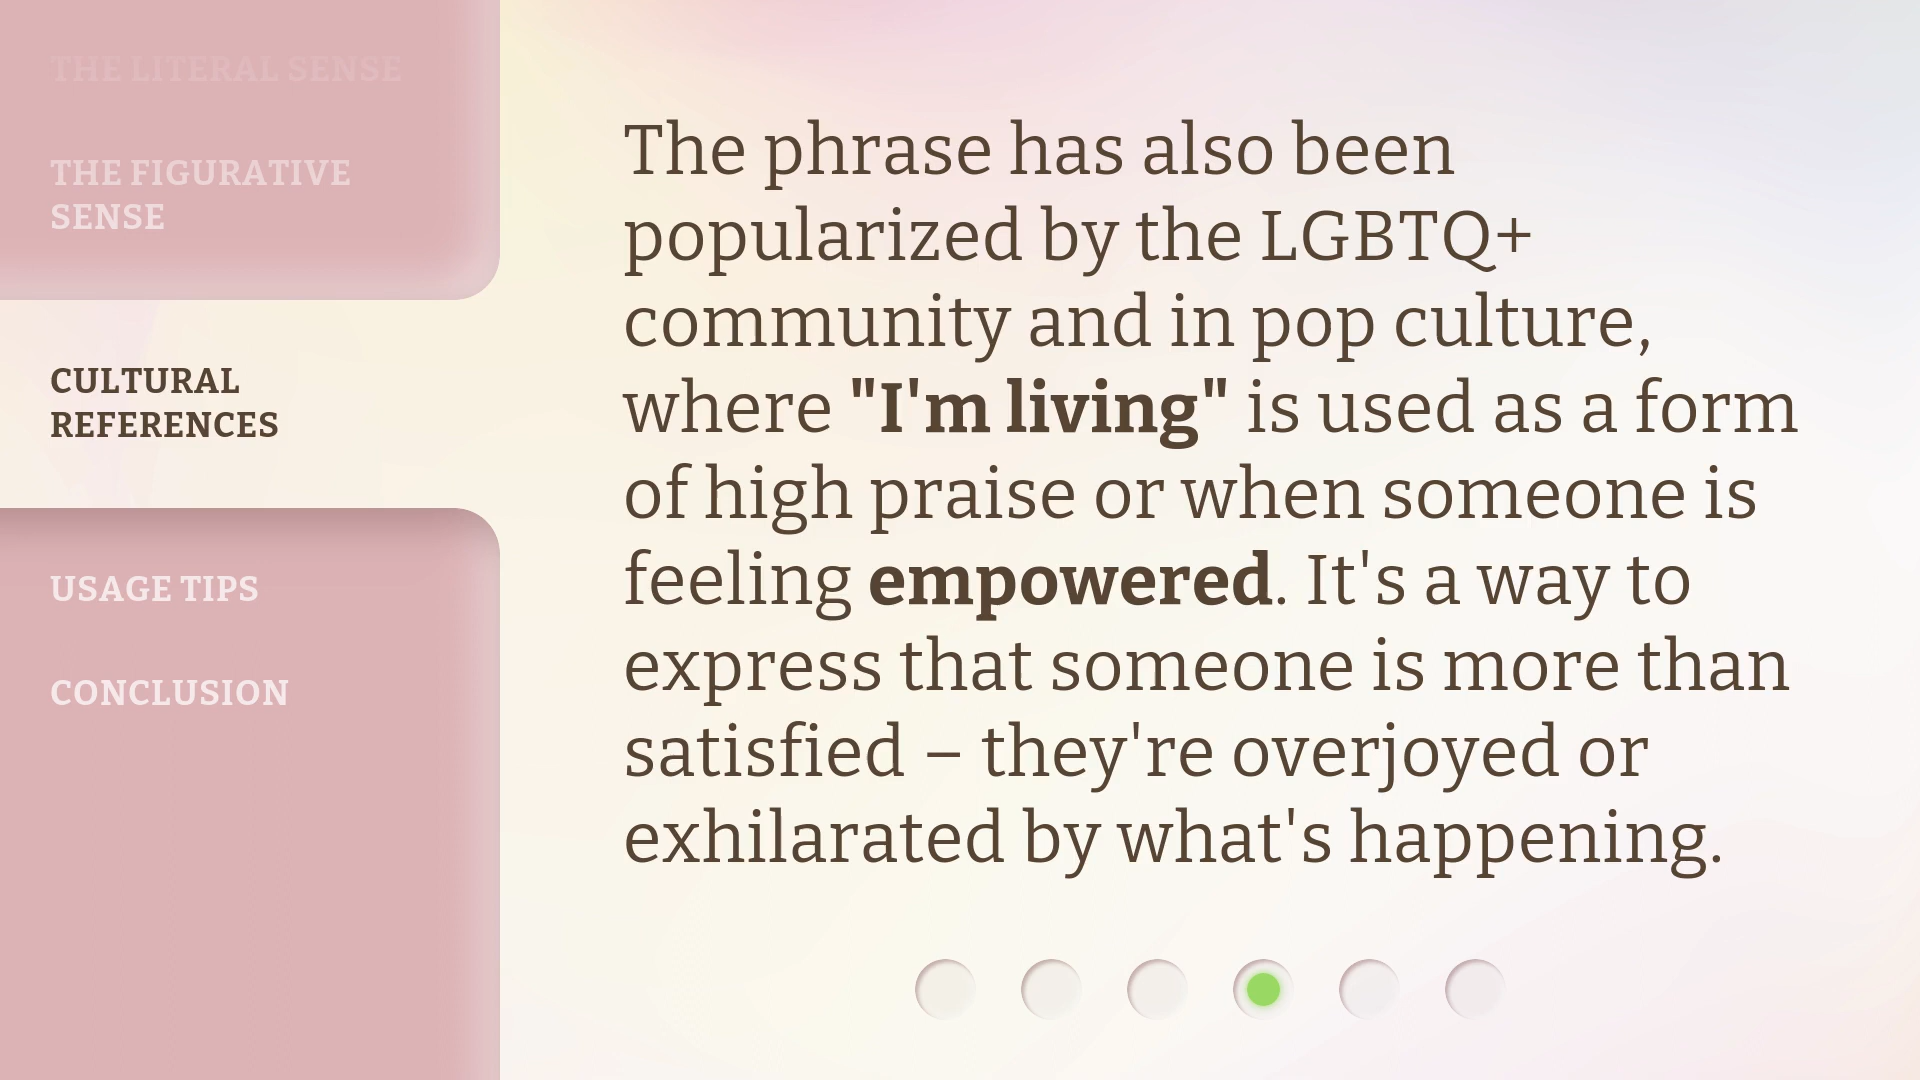 THE LITERAL SENSE
THE FIGURATIVE
SENSE
CULTURAL
REFERENCES
USAGE TIPS
CONCLUSION
The phrase has also been
popularized by the LGBTQ+
community and in pop culture,
where "I'm living" is used as a form
of high praise or when someone is
feeling empowered. It's a way to
express that someone is more than
satisfied – they're overjoyed or
exhilarated by what's happening.